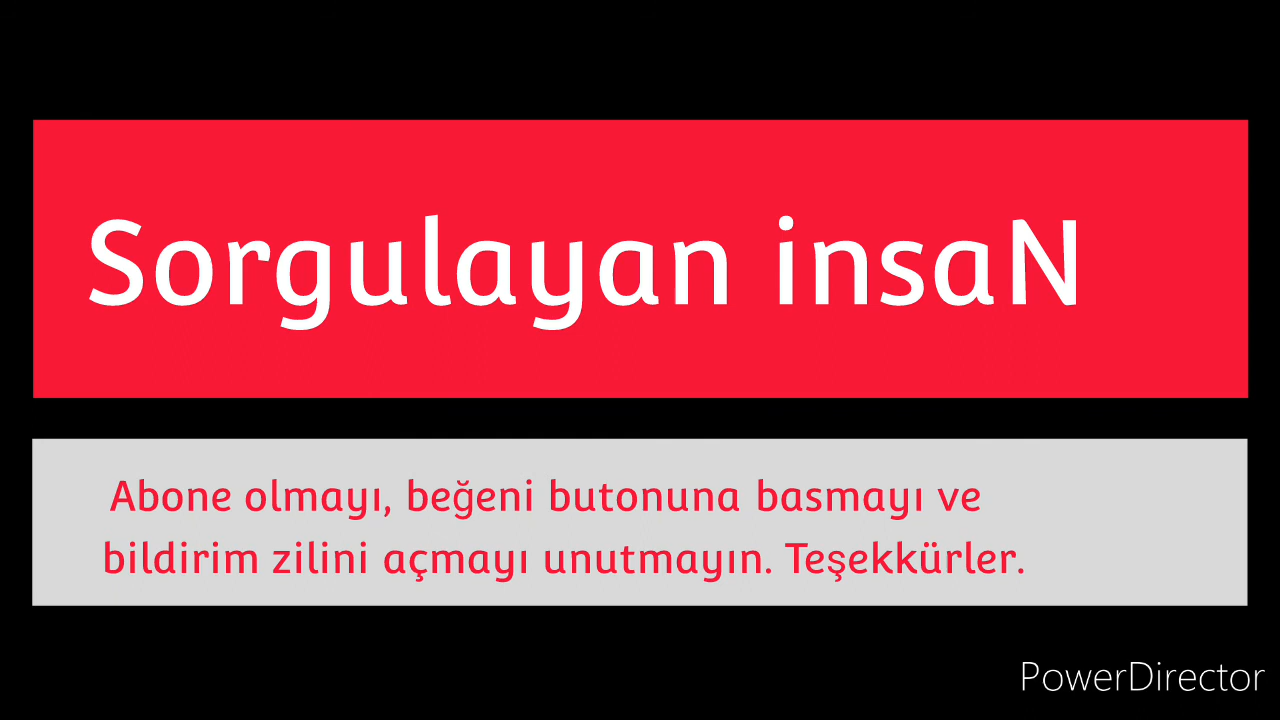 Sorgulayan insaN
Abone olmayı, beğeni butonuna basmayı ve
bildirim zilini açmayı unutmayın. Teşekkürler.
PowerDirector